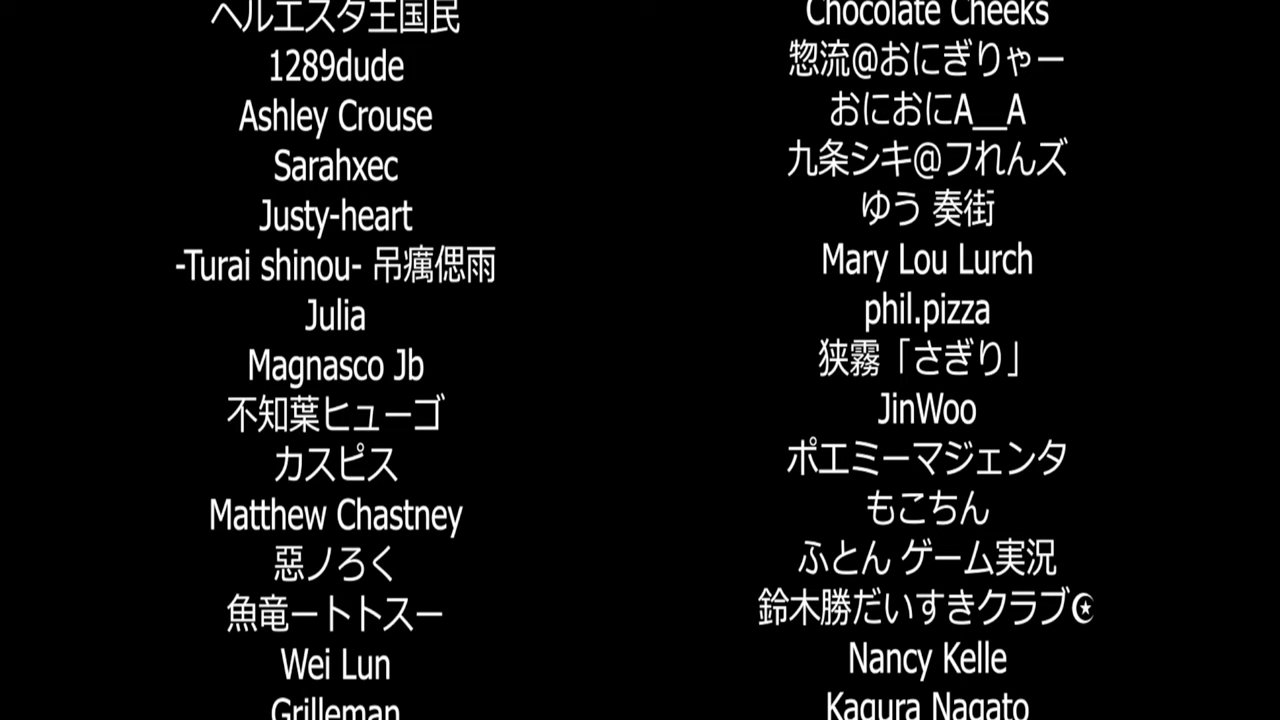 ヘルエスタ王国民
1289dude
Ashley Crouse
Sarahxec
Justy-heart
-Turai shinou- 吊癘偲雨
Julia
Magnasco Jb
不知葉ヒューゴ
カスピス
Matthew Chastney
惡ノろく
魚竜ートトスー
Wei Lun
Grilleman
Chocolate Cheeks
惣流@おにぎりゃー
おにおにA__A
九条シキ@フれんズ
ゆう 奏街
Mary Lou Lurch
phil.pizza
狭霧「さぎり」
JinWoo
ポエミーマジェンタ
もこちん
ふとん ゲーム実況
鈴木勝だいすきクラブ☪
Nancy Kelle
Kagura Nagato